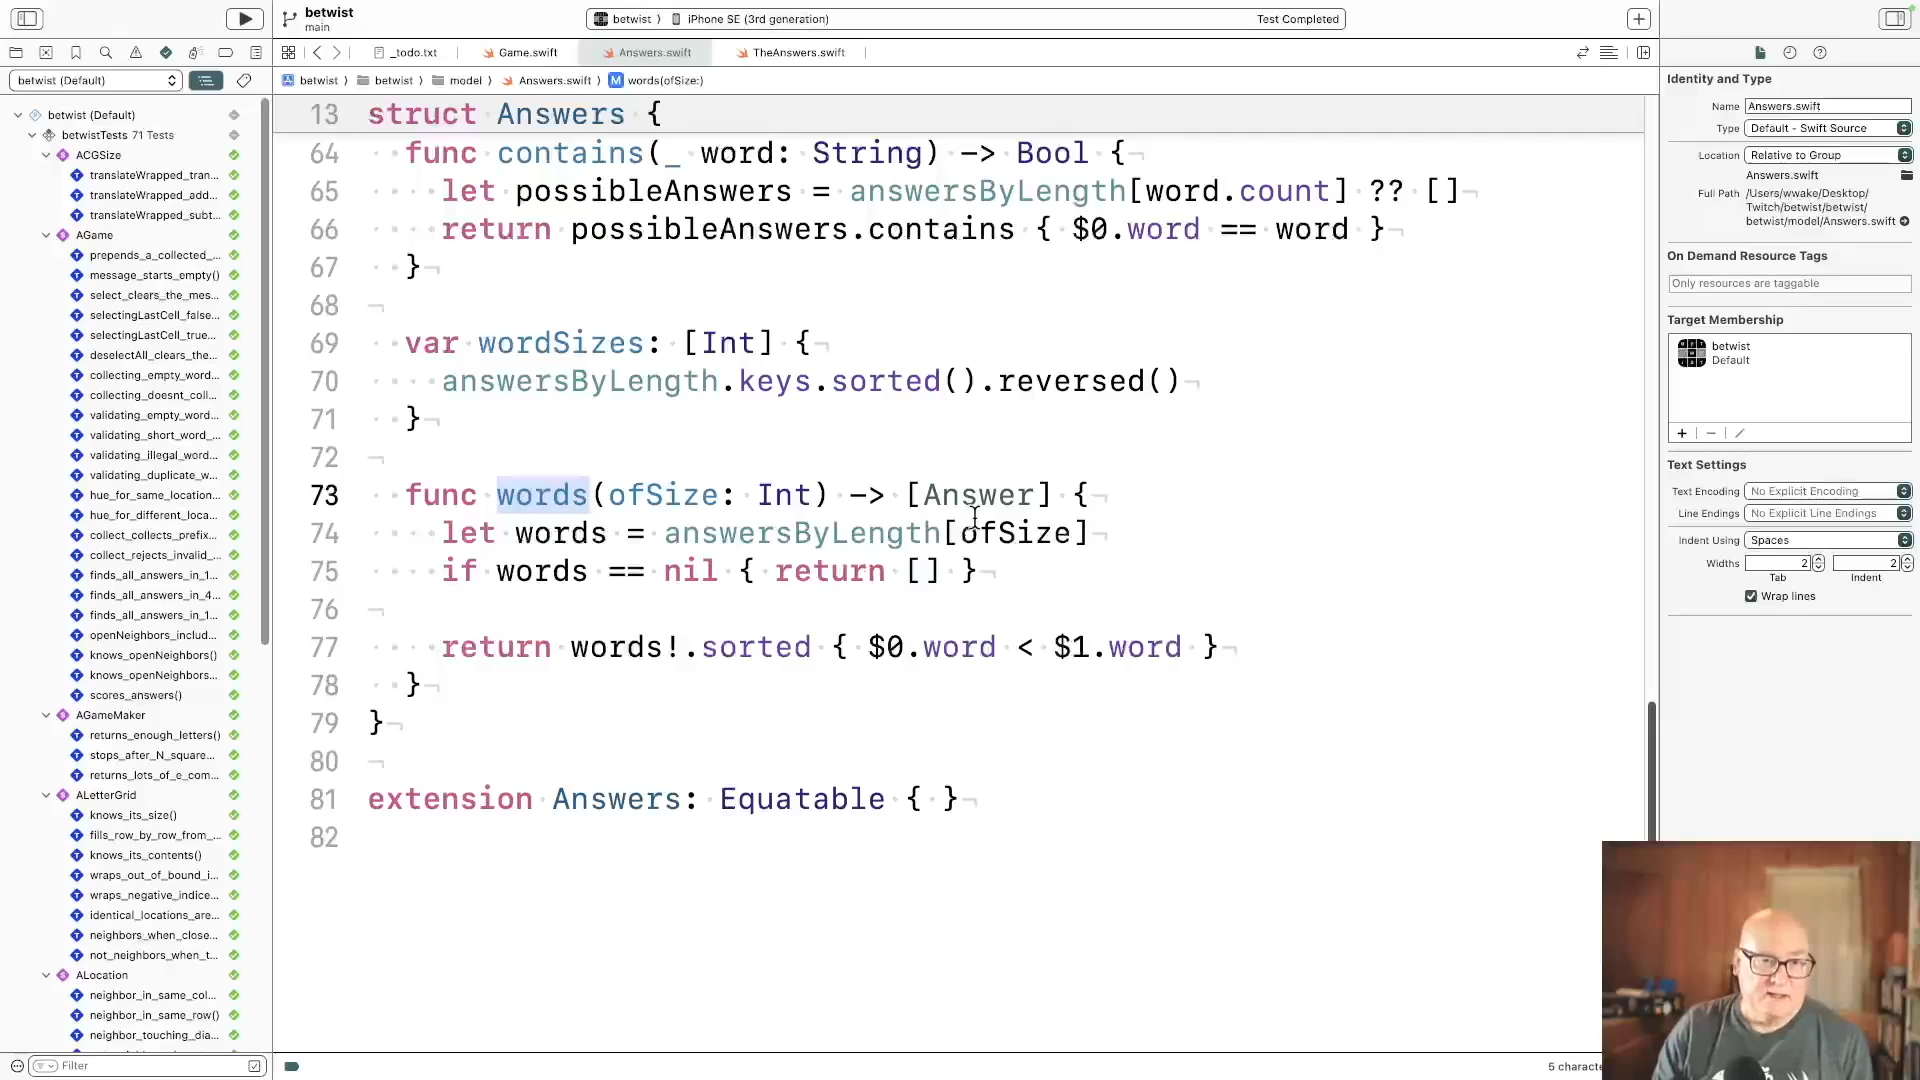 betwist
main
betwist
iPhone SE (3rd generation)
Test Completed
_todo.txt
Game.swift
Answers.swift
TheAnswers.swift
betwist (Default)
betwist
betwist
model
Answers.swift
M
words(ofSize:)
betwist (Default)
betwistTests 71 Tests
ACGSize
translateWrapped_tran...
translateWrapped_add...
translateWrapped_subt...
AGame
prepends_a_collected_...
message_starts_empty()
select_clears_the_mes...
selectingLastCell_false...
selectingLastCell_true...
deselectAll_clears_the...
collecting_empty_word...
collecting_doesnt_coll...
validating_empty_word...
validating_short_word_...
validating_illegal_word...
validating_duplicate_w...
hue_for_same_location...
hue_for_different_loca...
collect_collects_prefix...
collect_rejects_invalid_...
finds_all_answers_in_1...
finds_all_answers_in_4...
finds_all_answers_in_1...
openNeighbors_includ...
knows_openNeighbors()
knows_openNeighbors...
scores_answers()
AGameMaker
returns_enough_letters()
stops_after_N_square...
returns_lots_of_e_com...
ALetterGrid
knows_its_size()
fills_row_by_row_from_...
knows_its_contents()
wraps_out_of_bound_i...
wraps_negative_indice...
identical_locations_are...
neighbors_when_close...
not_neighbors_when_t...
ALocation
neighbor_in_same_col...
neighbor_in_same_row()
neighbor_touching_dia...
Filter
13 struct Answers {
64 func contains(_ word: String) -> Bool {
65 let possibleAnswers = answersByLength[word.count] ?? []
66 return possibleAnswers.contains { $0.word == word }
67 }
68
69 var wordSizes: [Int] {
70 answersByLength.keys.sorted().reversed()
71 }
72
73 func words(ofSize: Int) -> [Answer] {
74 let words = answersByLength[ofSize]
75 if words == nil { return [] }
76
77 return words!.sorted { $0.word < $1.word }
78 }
79 }
80
81 extension Answers: Equatable { }
82
Identity and Type
Name Answers.swift
Type Default - Swift Source
Location Relative to Group
Answers.swift
Full Path /Users/wwake/Desktop/
Twitch/betwist/betwist/
betwist/model/Answers.swift
On Demand Resource Tags
Only resources are taggable
Target Membership
betwist
Default
Text Settings
Text Encoding No Explicit Encoding
Line Endings No Explicit Line Endings
Indent Using Spaces
Widths 2 2
Tab Indent
Wrap lines